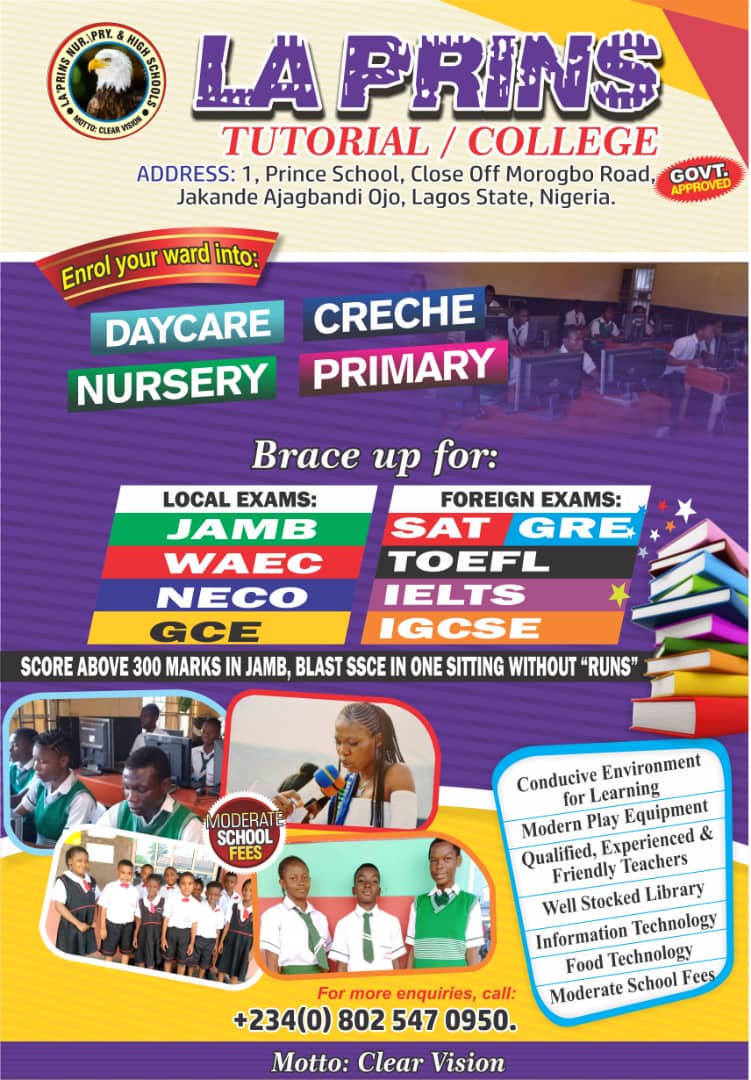 LA'PRINS NUR. PRY. & HIGH SCHOOLS
MOTTO: CLEAR VISION
LA PRINS
TUTORIAL / COLLEGE
ADDRESS: 1, Prince School, Close Off Morogbo Road,
Jakande Ajagbandi Ojo, Lagos State, Nigeria.
GOVT.
APPROVED
Enrol your ward into:
DAYCARE
CRECHE
NURSERY
PRIMARY
Brace up for:
LOCAL EXAMS:
JAMB
WAEC
NECO
GCE
FOREIGN EXAMS:
SAT GRE
TOEFL
IELTS
IGCSE
SCORE ABOVE 300 MARKS IN JAMB, BLAST SSCE IN ONE SITTING WITHOUT “RUNS”
MODERATE
SCHOOL
FEES
Conducive Environment
for Learning
Modern Play Equipment
Qualified, Experienced &
Friendly Teachers
Well Stocked Library
Information Technology
Food Technology
Moderate School Fees
For more enquiries, call:
+234(0) 802 547 0950.
Motto: Clear Vision